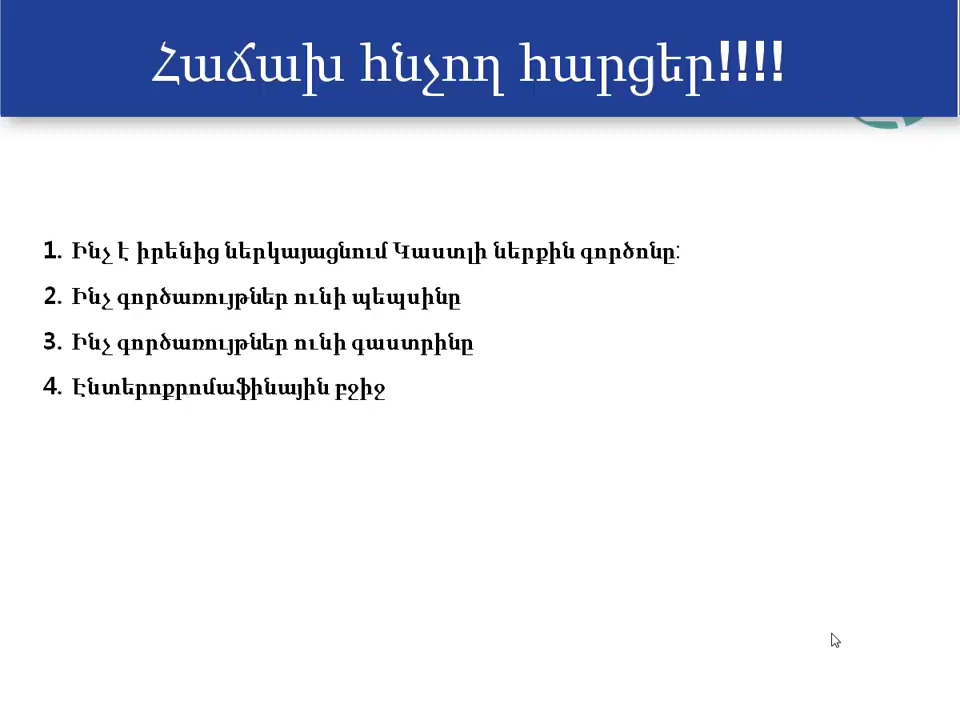 Հաճախ հնչող հարցեր!!!!
1. Ինչ է իրենից ներկայացնում Կաստլի ներքին գործոնը:
2. Ինչ գործառույթներ ունի պեպսինը
3. Ինչ գործառույթներ ունի գաստրինը
4. Էնտերոքրոմաֆինային բջիջ